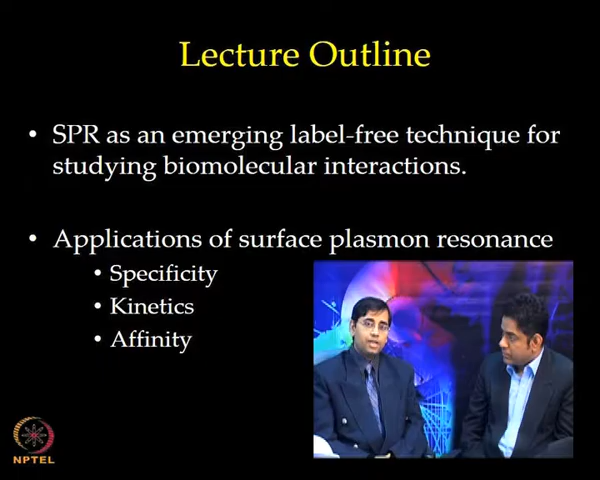 Lecture Outline
• SPR as an emerging label-free technique for
studying biomolecular interactions.
• Applications of surface plasmon resonance
• Specificity
• Kinetics
• Affinity
NPTEL